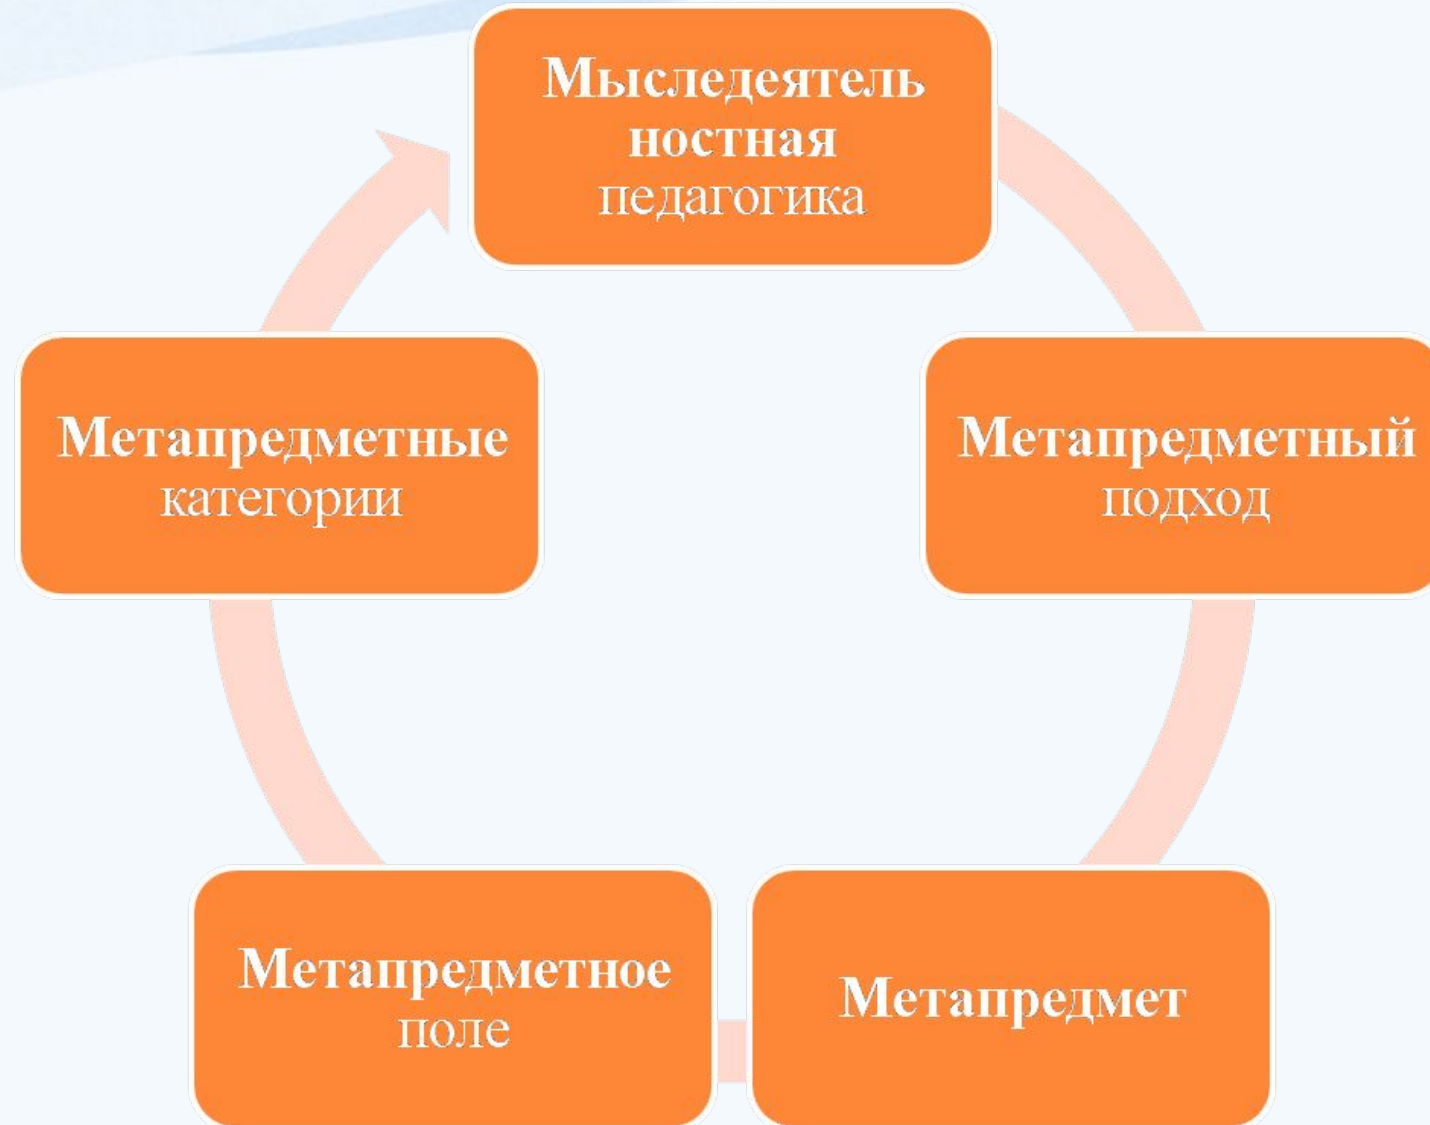 Мыследеятель
ностная
педагогика
Метапредметный
подход
Метапредмет
Метапредметное
поле
Метапредметные
категории